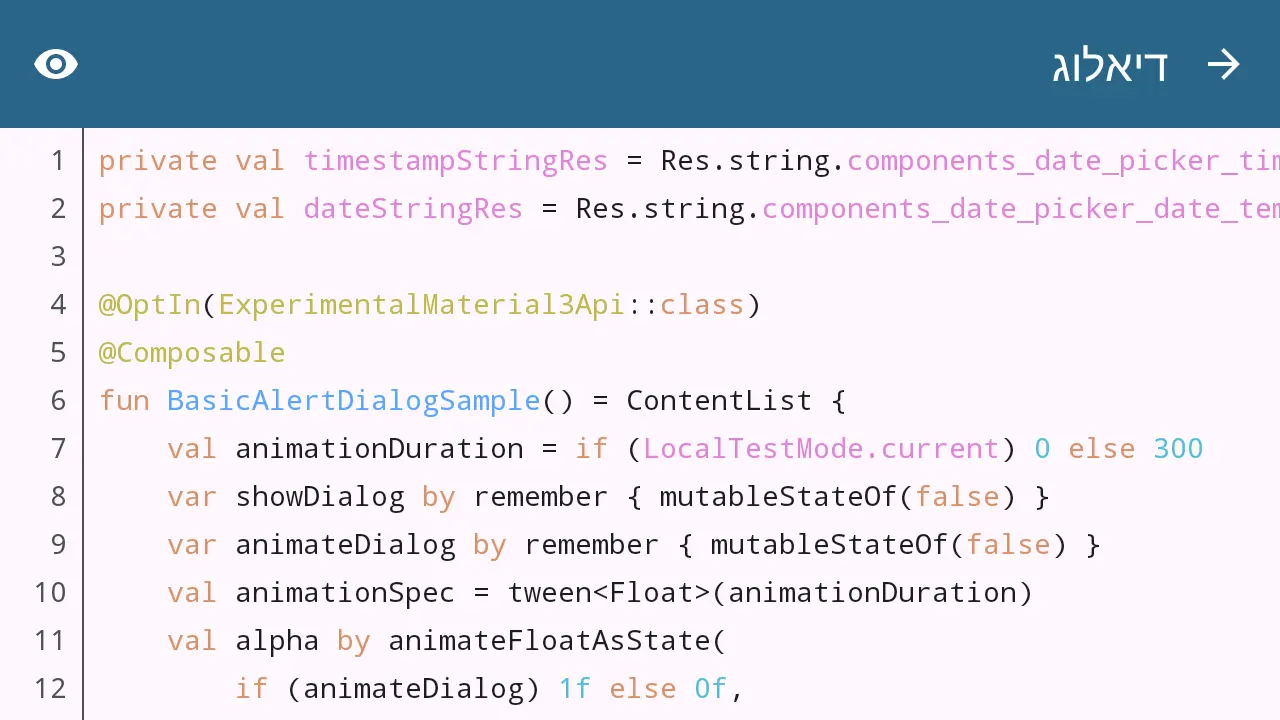 דיאלוג
1 private val timestampStringRes = Res.string.components_date_picker_tim
2 private val dateStringRes = Res.string.components_date_picker_date_tem
3
4 @OptIn(ExperimentalMaterial3Api::class)
5 @Composable
6 fun BasicAlertDialogSample() = ContentList {
7     val animationDuration = if (LocalTestMode.current) 0 else 300
8     var showDialog by remember { mutableStateOf(false) }
9     var animateDialog by remember { mutableStateOf(false) }
10     val animationSpec = tween<Float>(animationDuration)
11     val alpha by animateFloatAsState(
12         if (animateDialog) 1f else 0f,